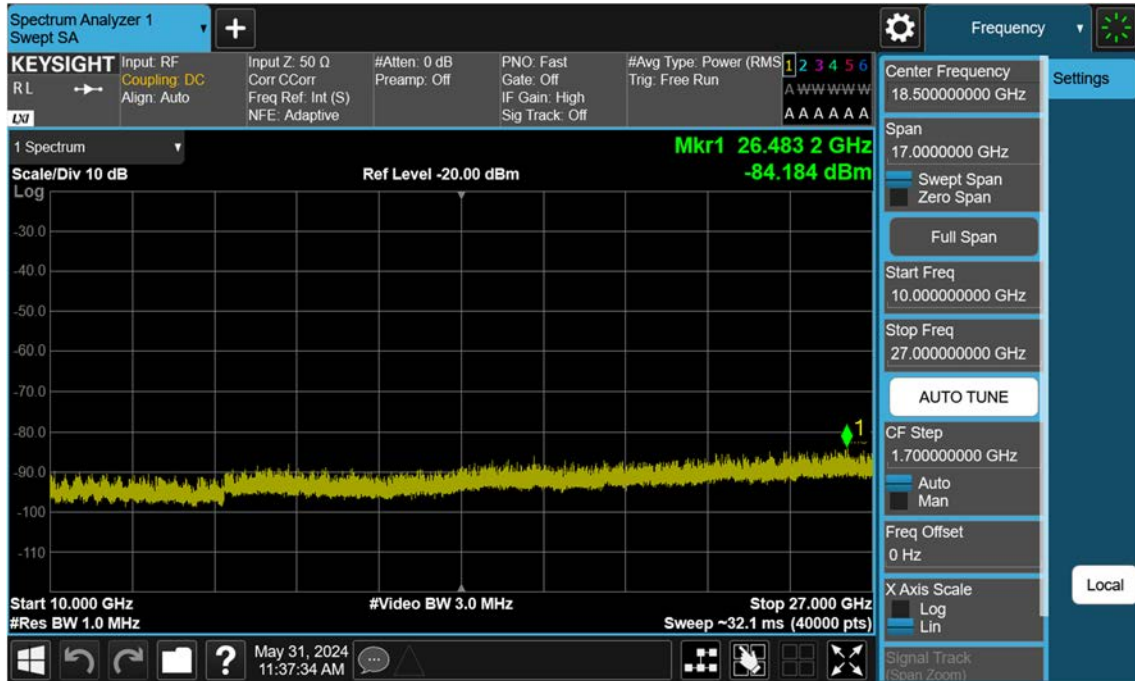 Spectrum Analyzer 1
Swept SA
Frequency
KEYSIGHT
R L
LXI
Input: RF
Coupling: DC
Align: Auto
Input Z: 50 Ω
Corr CCorr
Freq Ref: Int (S)
NFE: Adaptive
#Atten: 0 dB
Preamp: Off
PNO: Fast
Gate: Off
IF Gain: High
Sig Track: Off
#Avg Type: Power (RMS
Trig: Free Run
1 2 3 4 5 6
A W W W W W
A A A A A A
Center Frequency
18.500000000 GHz
Settings
1 Spectrum
Mkr1 26.483 2 GHz
Scale/Div 10 dB
Ref Level -20.00 dBm
-84.184 dBm
Log
-30.0
-40.0
-50.0
-60.0
-70.0
-80.0
-90.0
-100
-110
1
Start 10.000 GHz
#Video BW 3.0 MHz
Stop 27.000 GHz
#Res BW 1.0 MHz
Sweep ~32.1 ms (40000 pts)
Span
17.0000000 GHz
Swept Span
Zero Span
Full Span
Start Freq
10.000000000 GHz
Stop Freq
27.000000000 GHz
AUTO TUNE
CF Step
1.700000000 GHz
Auto
Man
Freq Offset
0 Hz
X Axis Scale
Log
Lin
Local
Signal Track
(Span Zoom)
?
May 31, 2024
11:37:34 AM